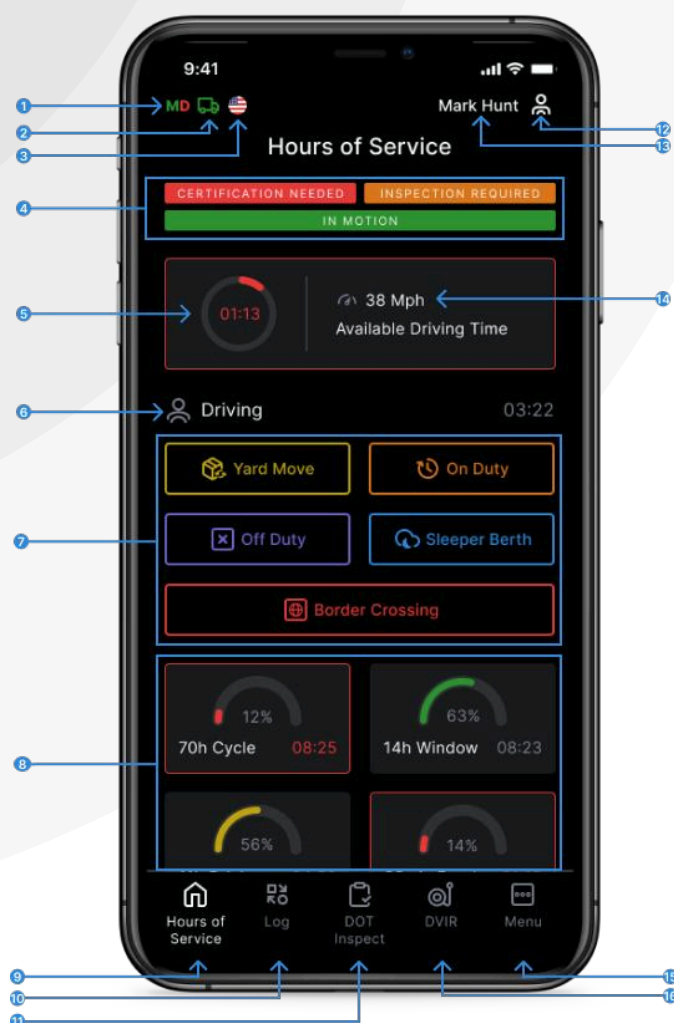 9:41
1 MD
2
3
Mark Hunt
12
13
Hours of Service
4
CERTIFICATION NEEDED INSPECTION REQUIRED
IN MOTION
5
01:13
38 Mph
14
Available Driving Time
6
Driving 03:22
Yard Move On Duty
7
Off Duty Sleeper Berth
Border Crossing
12% 63%
70h Cycle 08:25 14h Window 08:23
8
56% 14%
Hours of Service Log DOT Inspect DVIR Menu
9
15
10
16
11